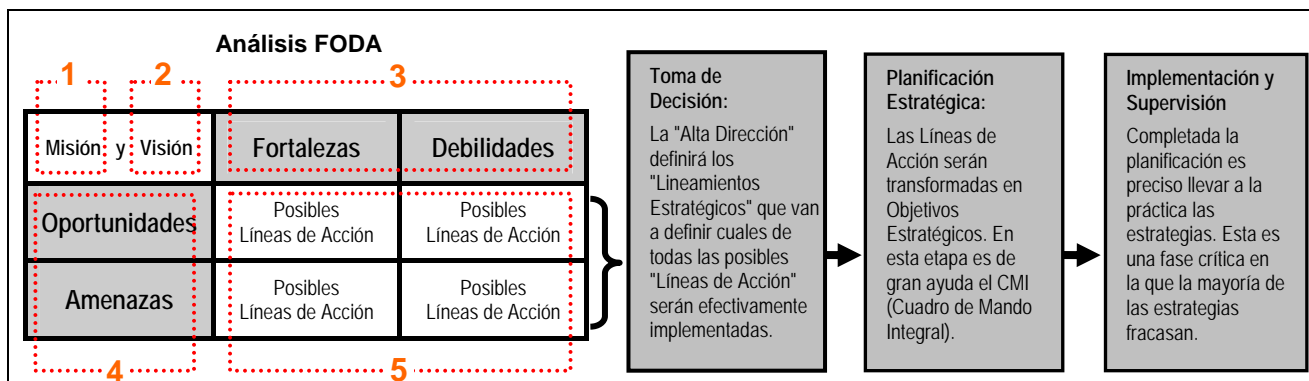 Análisis FODA
1
2
3
Misión y Visión
Fortalezas
Debilidades
Oportunidades
Posibles
Líneas de Acción
Posibles
Líneas de Acción
Amenazas
Posibles
Líneas de Acción
Posibles
Líneas de Acción
4
5
Toma de
Decisión:
La "Alta Dirección"
definirá los
"Lineamientos
Estratégicos" que van
a definir cuales de
todas las posibles
"Líneas de Acción"
serán efectivamente
implementadas.
Planificación
Estratégica:
Las Líneas de
Acción serán
transformadas en
Objetivos
Estratégicos. En
esta etapa es de
gran ayuda el CMI
(Cuadro de Mando
Integral).
Implementación y
Supervisión
Completada la
planificación es
preciso llevar a la
práctica las
estrategias. Esta es
una fase crítica en
la que la mayoría de
las estrategias
fracasan.